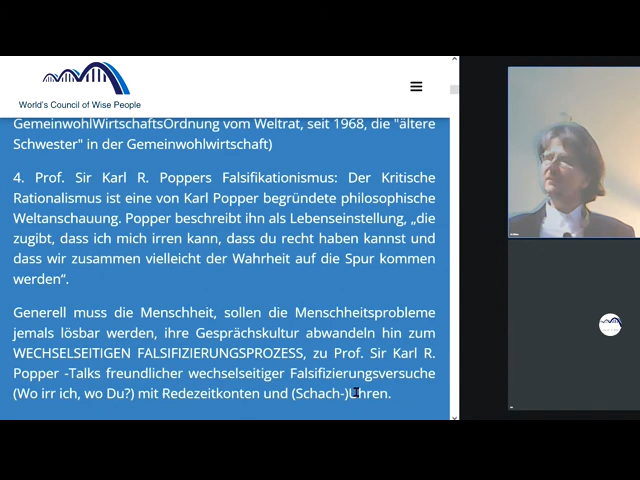 World's Council of Wise People
GemeinwohlWirtschaftsOrdnung vom Weltrat, seit 1968, die "ältere
Schwester" in der Gemeinwohlwirtschaft)
4. Prof. Sir Karl R. Poppers Falsifikationismus: Der Kritische
Rationalismus ist eine von Karl Popper begründete philosophische
Weltanschauung. Popper beschreibt ihn als Lebenseinstellung, „die
zugibt, dass ich mich irren kann, dass du recht haben kannst und
dass wir zusammen vielleicht der Wahrheit auf die Spur kommen
werden“.
Generell muss die Menschheit, sollen die Menschheitsprobleme
jemals lösbar werden, ihre Gesprächskultur abwandeln hin zum
WECHSELSEITIGEN FALSIFIZIERUNGSPROZESS, zu Prof. Sir Karl R.
Popper -Talks freundlicher wechselseitiger Falsifizierungsversuche
(Wo irr ich, wo Du?) mit Redezeitkonten und (Schach-)Uhren.